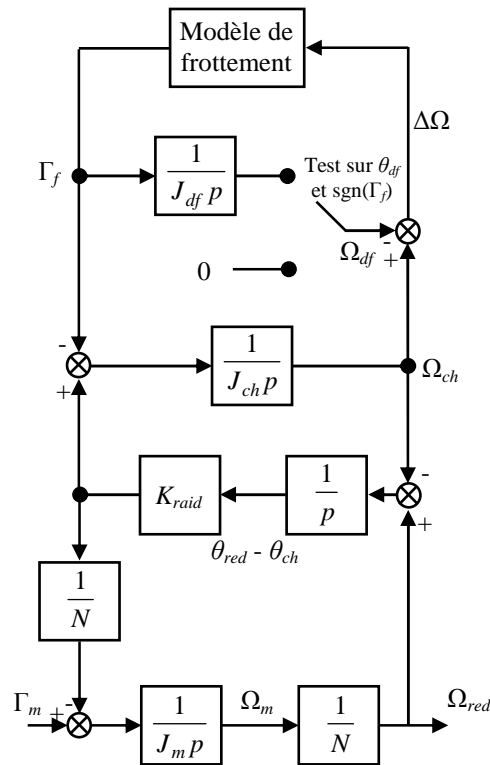 Modèle de
frottement
ΔΩ
Γf
1
Jdf p
Test sur θdf
et sgn(Γf)
-
+
Ωdf
0
-
+
1
Jch p
Ωch
Kraid
1
p
-
+
θred - θch
1
N
Γm
+
-
1
Jm p
Ωm
1
N
Ωred